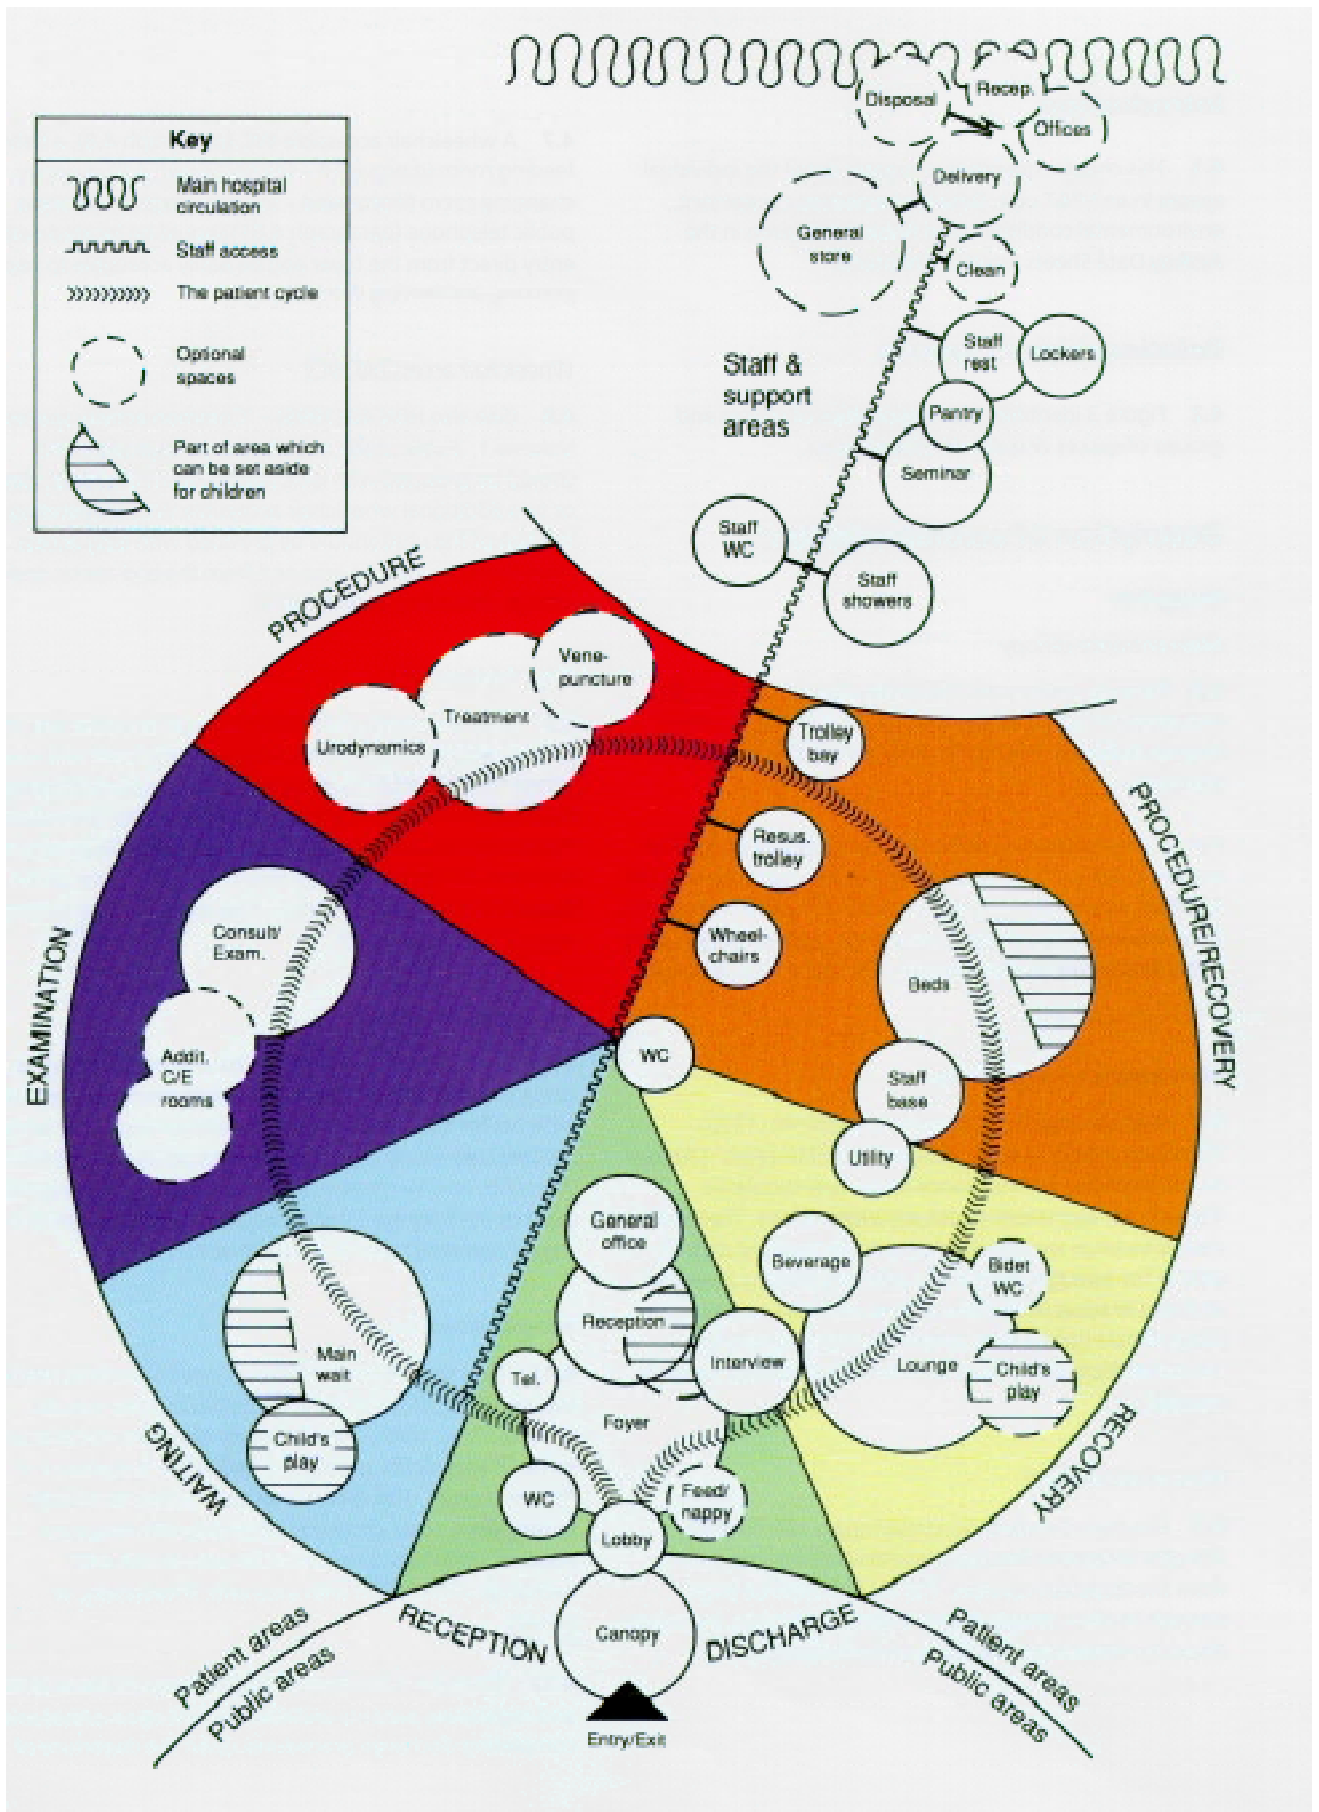 Key
Main hospital
circulation
Staff access
The patient cycle
Optional
spaces
Part of area which
can be set aside
for children
Disposal
Recep.
Offices
Delivery
General
store
Clean
Staff
rest
Lockers
Pantry
Seminar
Staff &
support
areas
Staff
WC
Staff
showers
PROCEDURE
Vene-
puncture
Treatment
Urodynamics
Trolley
bay
Resus.
trolley
Wheel-
chairs
PROCEDURE/RECOVERY
Beds
Staff
base
Utility
WC
EXAMINATION
Consult/
Exam.
Addit.
C/E
rooms
General
office
Reception
Interview
Tel.
Foyer
WC
Feed/
nappy
Lobby
Beverage
Bidet
WC
Lounge
Child's
play
RECOVERY
Main
wait
Child's
play
WAITING
RECEPTION
Canopy
DISCHARGE
Patient areas
Public areas
Patient areas
Public areas
Entry/Exit